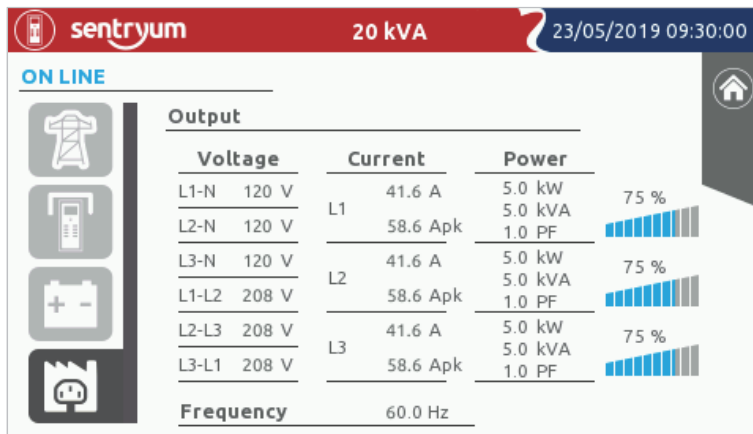 sentryum
20 kVA
23/05/2019 09:30:00
ON LINE
Output
Voltage Current Power
L1-N 120 V
L2-N 120 V
L3-N 120 V
L1-L2 208 V
L2-L3 208 V
L3-L1 208 V
L1 41.6 A
58.6 Apk
L2 41.6 A
58.6 Apk
L3 41.6 A
58.6 Apk
5.0 kW
5.0 kVA
1.0 PF
75 %
5.0 kW
5.0 kVA
1.0 PF
75 %
5.0 kW
5.0 kVA
1.0 PF
75 %
Frequency 60.0 Hz